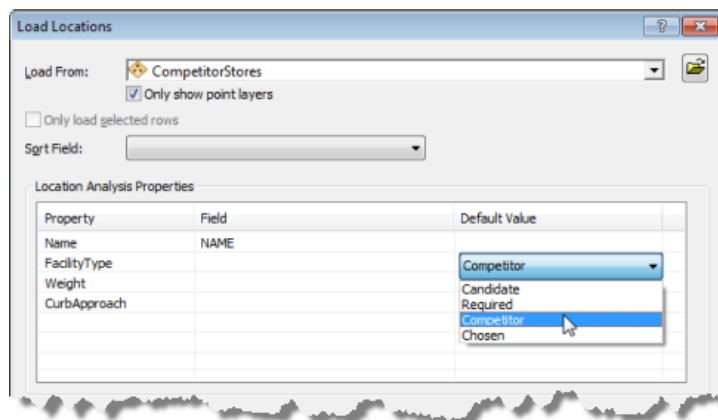 Load Locations
Load From: CompetitorStores
Only show point layers
Only load selected rows
Sort Field:
Location Analysis Properties
Property Field Default Value
Name NAME
FacilityType Competitor
Weight Candidate
CurbApproach Required
Competitor
Chosen